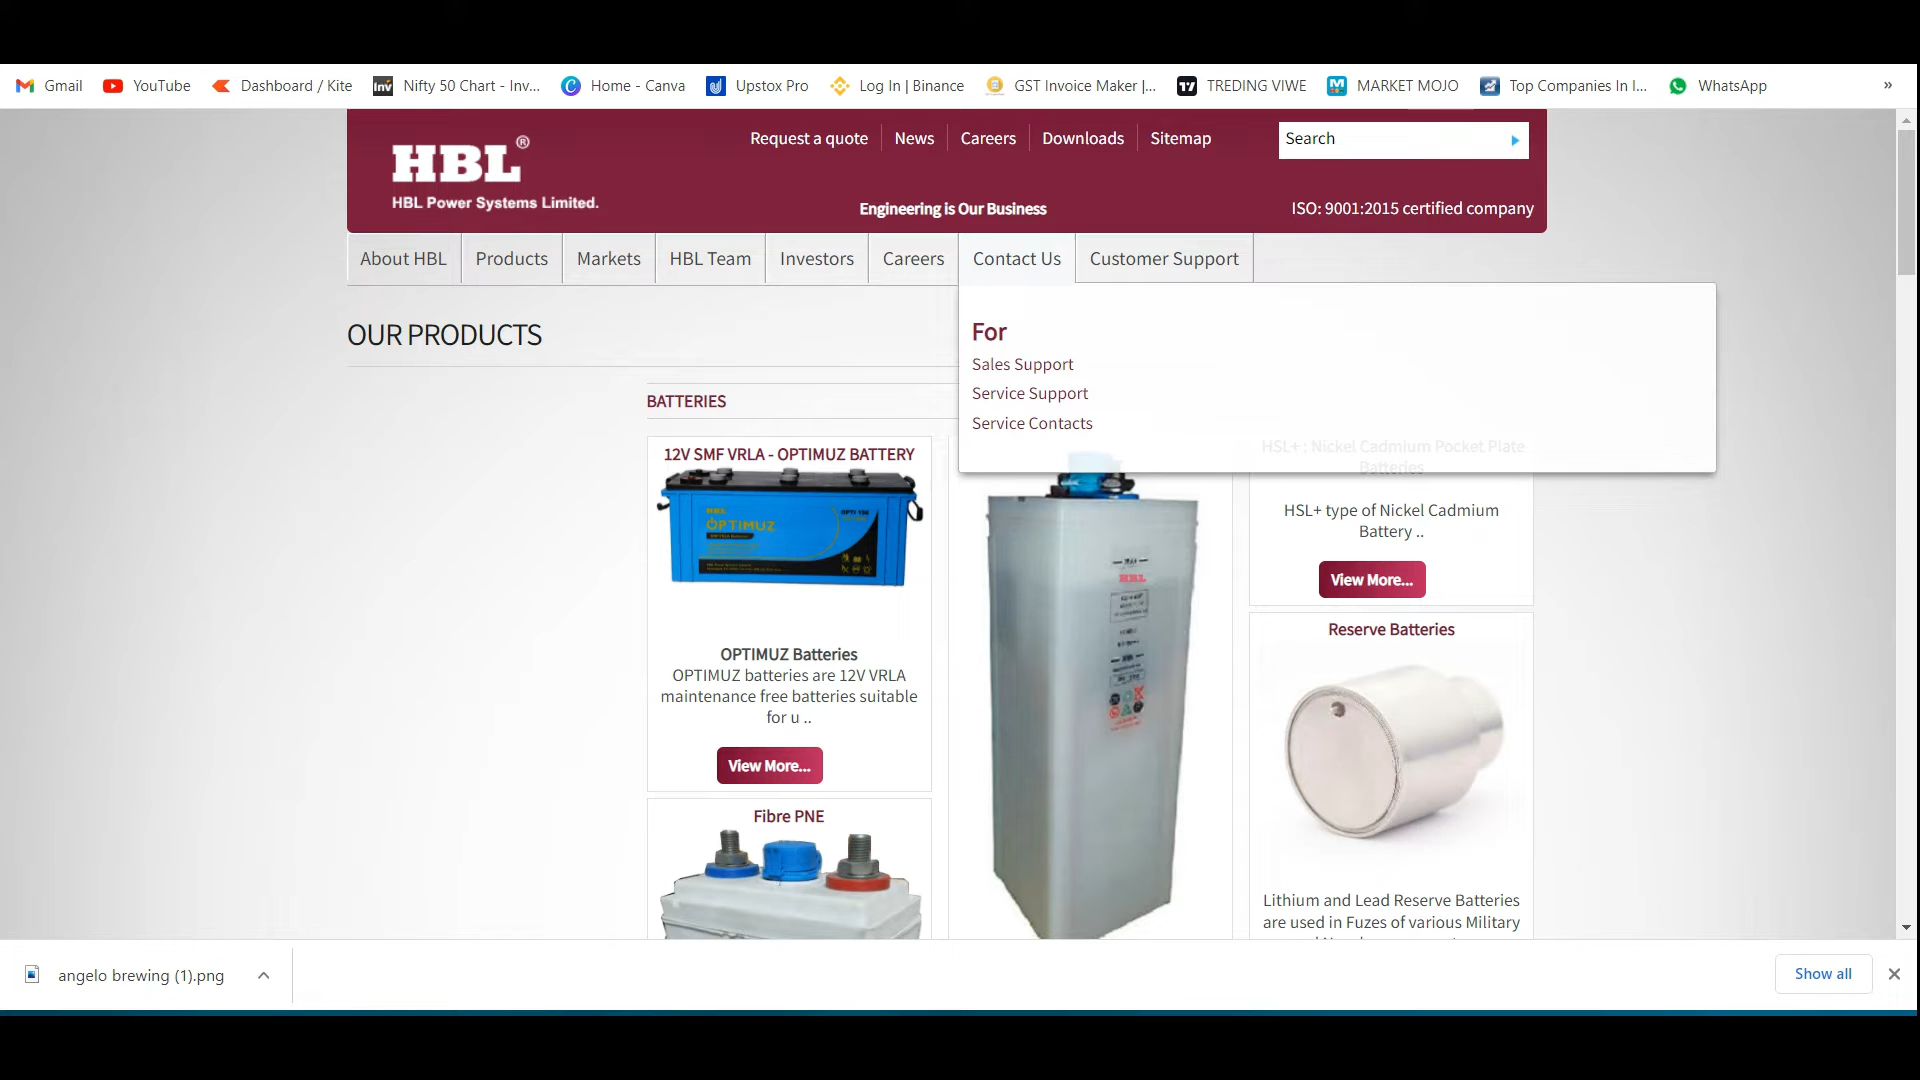 Gmail
YouTube
Dashboard / Kite
Nifty 50 Chart - Inv...
Home - Canva
Upstox Pro
Log In | Binance
GST Invoice Maker |...
TREDING VIWE
MARKET MOJO
Top Companies In I...
WhatsApp
»
Request a quote
News
Careers
Downloads
Sitemap
Search
HBL®
HBL Power Systems Limited.
Engineering is Our Business
ISO: 9001:2015 certified company
About HBL
Products
Markets
HBL Team
Investors
Careers
Contact Us
Customer Support
OUR PRODUCTS
For
Sales Support
Service Support
Service Contacts
BATTERIES
12V SMF VRLA - OPTIMUZ BATTERY
HBL
OPTIMUZ
OPTIMUZ Batteries
OPTIMUZ batteries are 12V VRLA
maintenance free batteries suitable
for u ..
View More...
Fibre PNE
HBL
HSL+ : Nickel Cadmium Pocket Plate
Batteries
HSL+ type of Nickel Cadmium
Battery ..
View More...
Reserve Batteries
Lithium and Lead Reserve Batteries
are used in Fuzes of various Military
angelo brewing (1).png
Show all